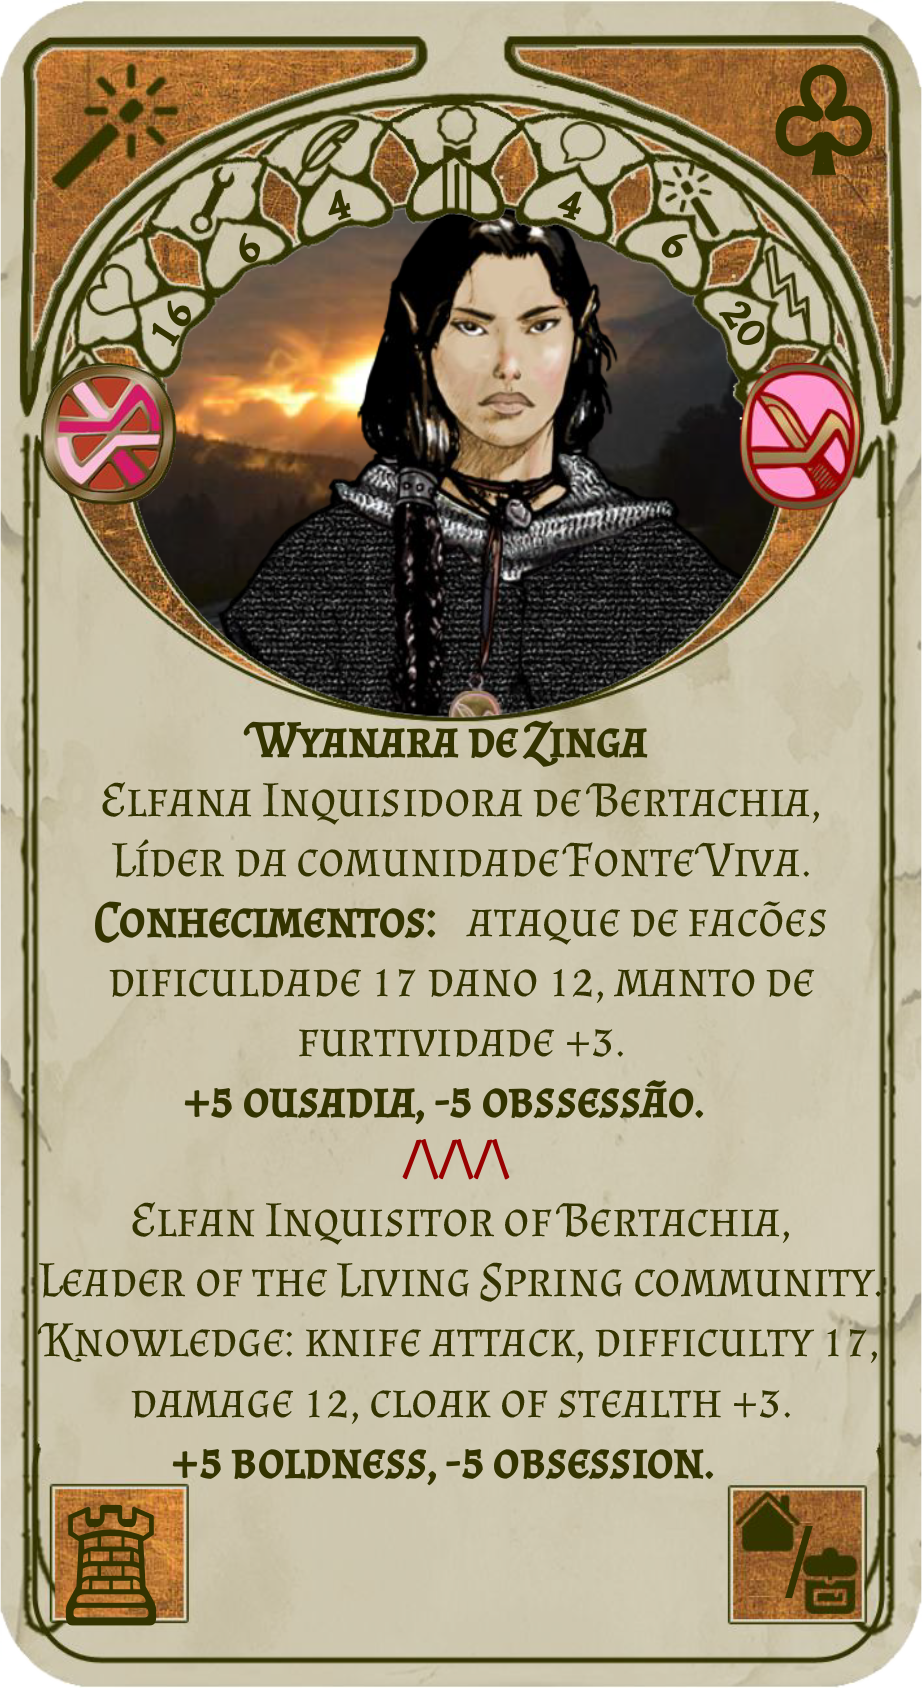 16
6
4
4
6
20
Wyanara de Zinga
Elfana Inquisidora de Bertachia,
Líder da comunidade Fonte Viva.
Conhecimentos: ataque de facões
dificuldade 17 dano 12, manto de
furtividade +3.
+5 ousadia, -5 obssessão.
Elfan Inquisitor of Bertachia,
Leader of the Living Spring community.
Knowledge: knife attack, difficulty 17,
damage 12, cloak of stealth +3.
+5 boldness, -5 obsession.